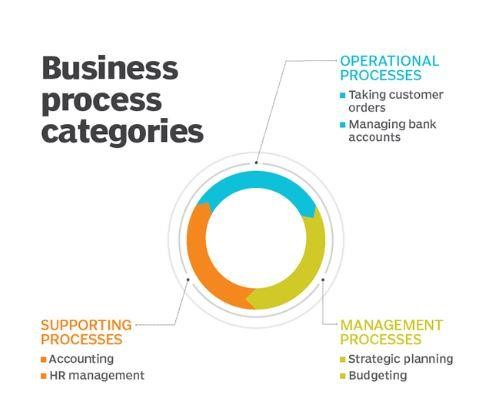 Business
process
categories
OPERATIONAL
PROCESSES
Taking customer
orders
Managing bank
accounts
SUPPORTING
PROCESSES
Accounting
HR management
MANAGEMENT
PROCESSES
Strategic planning
Budgeting